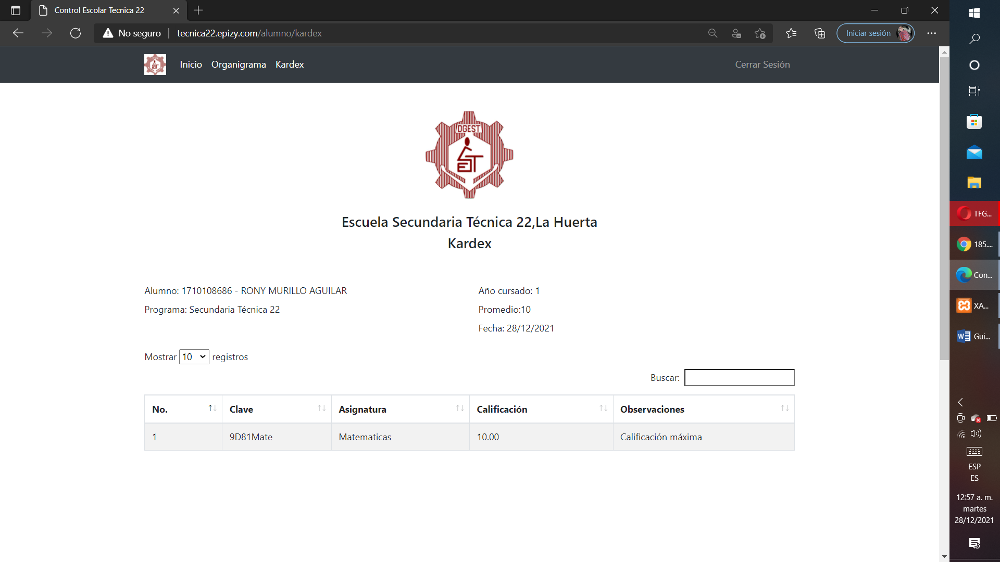 Control Escolar Tecnica 22
No seguro
tecnica22.epizy.com/alumno/kardex
Iniciar sesión
Inicio Organigrama Kardex
Cerrar Sesión
DGEST
ET
Escuela Secundaria Técnica 22,La Huerta
Kardex
Alumno: 1710108686 - RONY MURILLO AGUILAR
Programa: Secundaria Técnica 22
Año cursado: 1
Promedio:10
Fecha: 28/12/2021
Mostrar 10 registros
Buscar:
No. Clave Asignatura Calificación Observaciones
1 9D81Mate Matematicas 10.00 Calificación máxima
TFG...
185....
Con...
XA...
Gui...
ESP
ES
12:57 a. m.
martes
28/12/2021